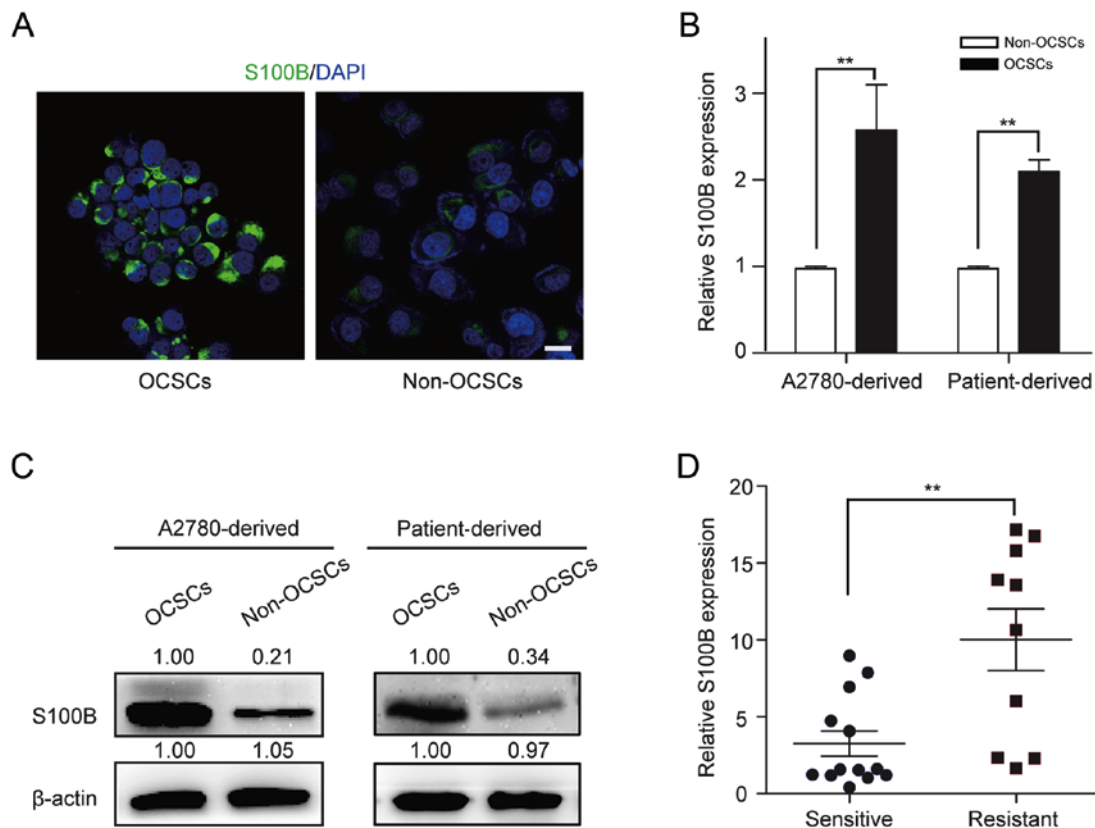 A
S100B/DAPI
OCSCs
Non-OCSCs
B
Non-OCSCs
OCSCs
**
**
Relative S100B expression
3
2
1
0
A2780-derived
Patient-derived
C
A2780-derived
Patient-derived
OCSCs
Non-OCSCs
OCSCs
Non-OCSCs
1.00
0.21
1.00
0.34
S100B
1.00
1.05
1.00
0.97
β-actin
D
**
Relative S100B expression
20
15
10
5
0
Sensitive
Resistant